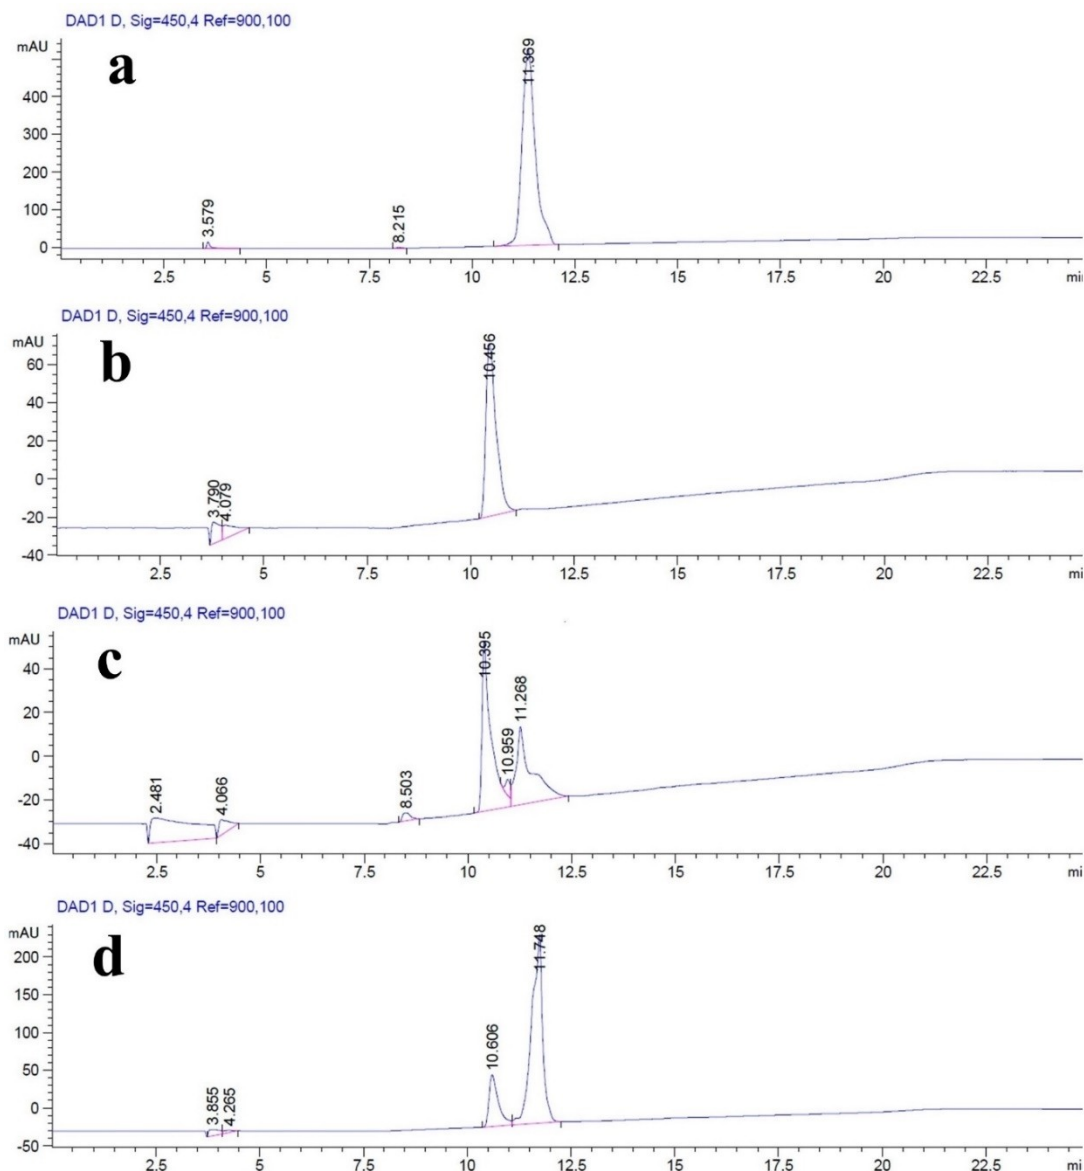 DAD1 D, Sig=450,4 Ref=900,100
mAU
a
11.369
400
300
200
100
0
3.579
8.215
2.5 5 7.5 10 12.5 15 17.5 20 22.5 mi
DAD1 D, Sig=450,4 Ref=900,100
mAU
b
10.456
60
40
20
0
-20
-40
3.790
4.079
2.5 5 7.5 10 12.5 15 17.5 20 22.5 mi
DAD1 D, Sig=450,4 Ref=900,100
mAU
c
10.395
10.959
11.268
40
20
0
-20
-40
2.481
4.066
8.503
2.5 5 7.5 10 12.5 15 17.5 20 22.5 mi
DAD1 D, Sig=450,4 Ref=900,100
mAU
d
11.748
10.606
200
150
100
50
0
-50
3.855
4.265
2.5 5 7.5 10 12.5 15 17.5 20 22.5 mi